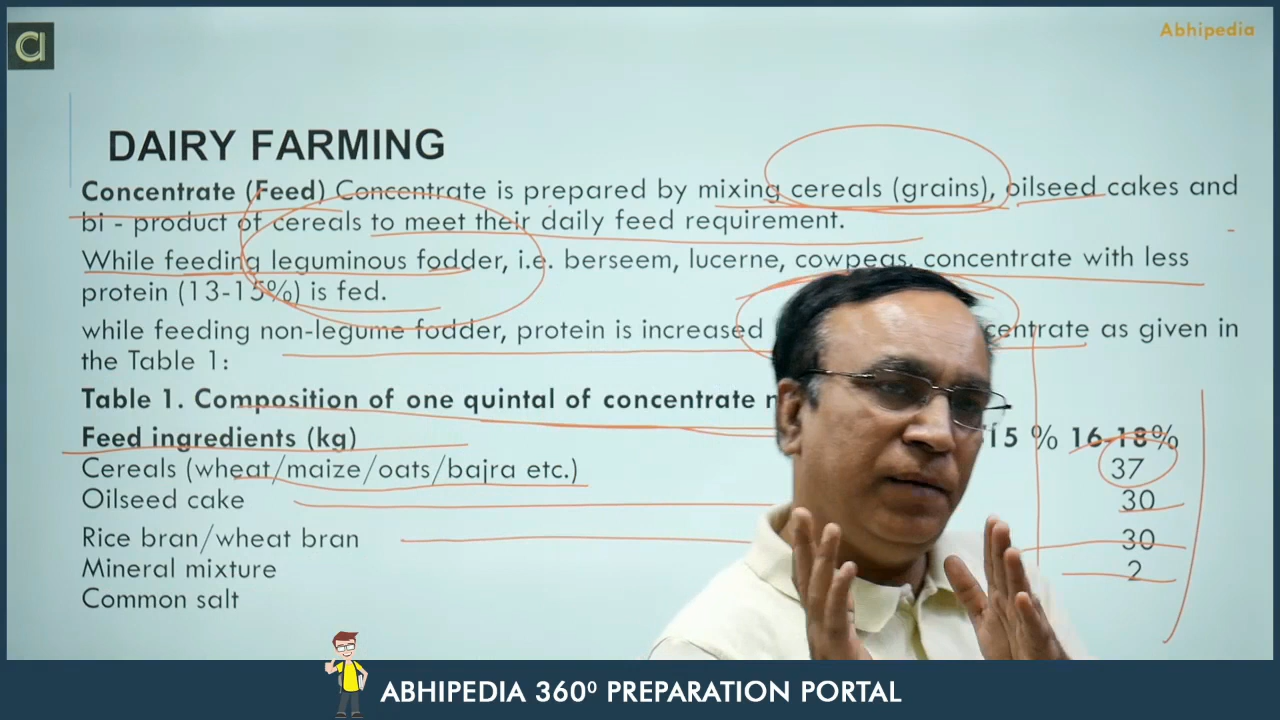 Abhipedia
DAIRY FARMING
Concentrate (Feed) Concentrate is prepared by mixing cereals (grains), oilseed cakes and
bi - product of cereals to meet their daily feed requirement.
While feeding leguminous fodder, i.e. berseem, lucerne, cowpeas, concentrate with less
protein (13-15%) is fed.
while feeding non-legume fodder, protein is increased as given in
the Table 1:
Table 1. Composition of one quintal of concentrate
Feed ingredients (kg) 15 % 16-18%
Cereals (wheat/maize/oats/bajra etc.) 37
Oilseed cake 30
Rice bran/wheat bran 30
Mineral mixture 2
Common salt
ABHIPEDIA 360⁰ PREPARATION PORTAL